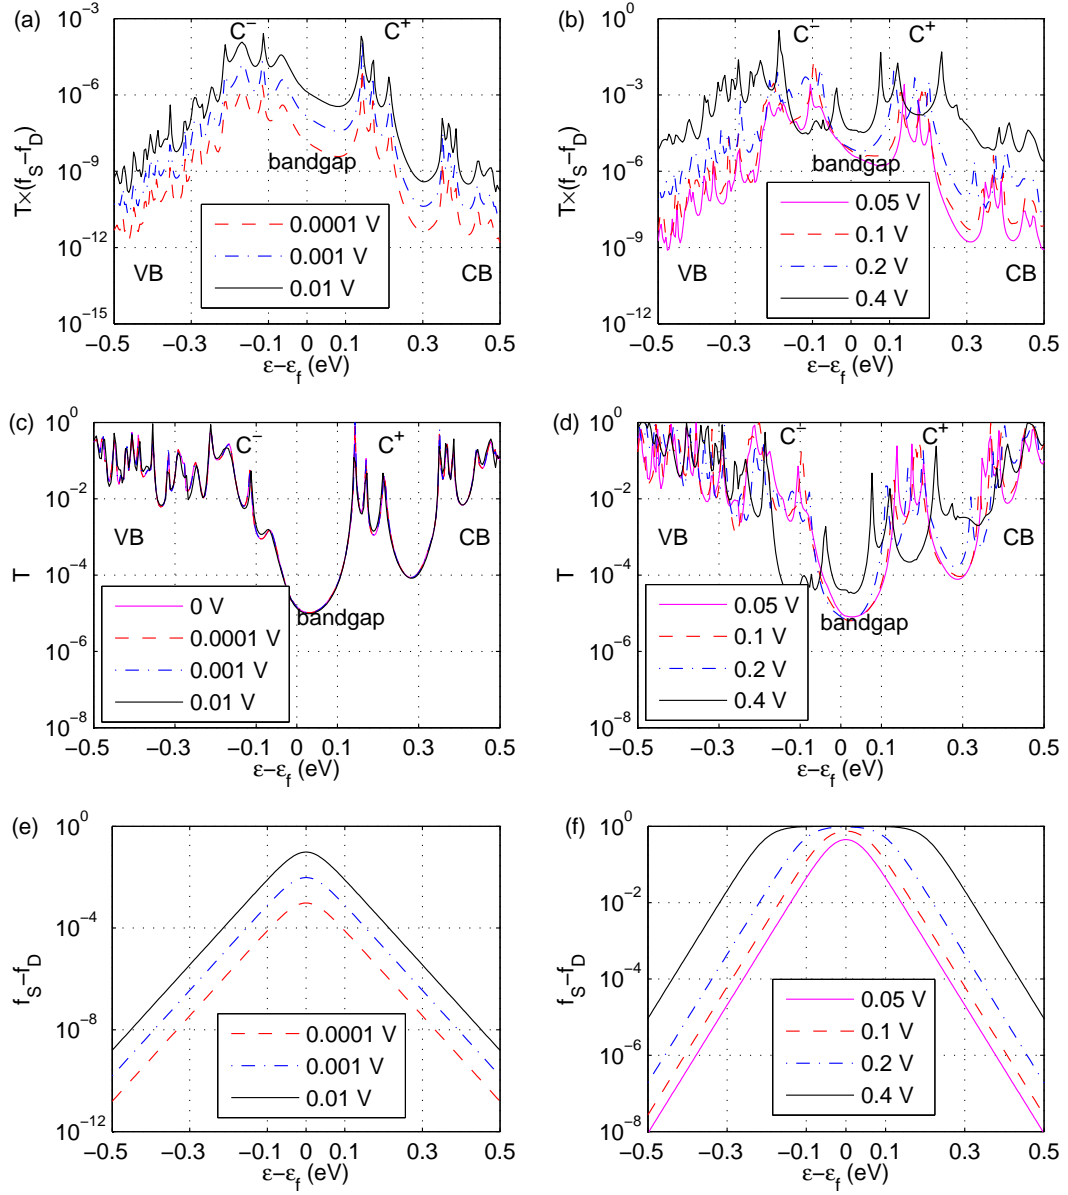 (a)
10^−3
10^−6
10^−9
10^−12
10^−15
T×(f_S−f_D)
C^−
C^+
bandgap
VB
CB
0.0001 V
0.001 V
0.01 V
−0.5
−0.3
−0.1
0
0.1
0.3
0.5
ε−ε_f (eV)
(b)
10^0
10^−3
10^−6
10^−9
10^−12
T×(f_S−f_D)
C^−
C^+
bandgap
VB
CB
0.05 V
0.1 V
0.2 V
0.4 V
−0.5
−0.3
−0.1
0
0.1
0.3
0.5
ε−ε_f (eV)
(c)
10^0
10^−2
10^−4
10^−6
10^−8
T
C^−
C^+
VB
CB
bandgap
0 V
0.0001 V
0.001 V
0.01 V
−0.5
−0.3
−0.1
0
0.1
0.3
0.5
ε−ε_f (eV)
(d)
10^0
10^−2
10^−4
10^−6
10^−8
T
C^−
C^+
VB
CB
bandgap
0.05 V
0.1 V
0.2 V
0.4 V
−0.5
−0.3
−0.1
0
0.1
0.3
0.5
ε−ε_f (eV)
(e)
10^0
10^−4
10^−8
10^−12
f_S−f_D
0.0001 V
0.001 V
0.01 V
−0.5
−0.3
−0.1
0
0.1
0.3
0.5
ε−ε_f (eV)
(f)
10^0
10^−2
10^−4
10^−6
10^−8
f_S−f_D
0.05 V
0.1 V
0.2 V
0.4 V
−0.5
−0.3
−0.1
0
0.1
0.3
0.5
ε−ε_f (eV)